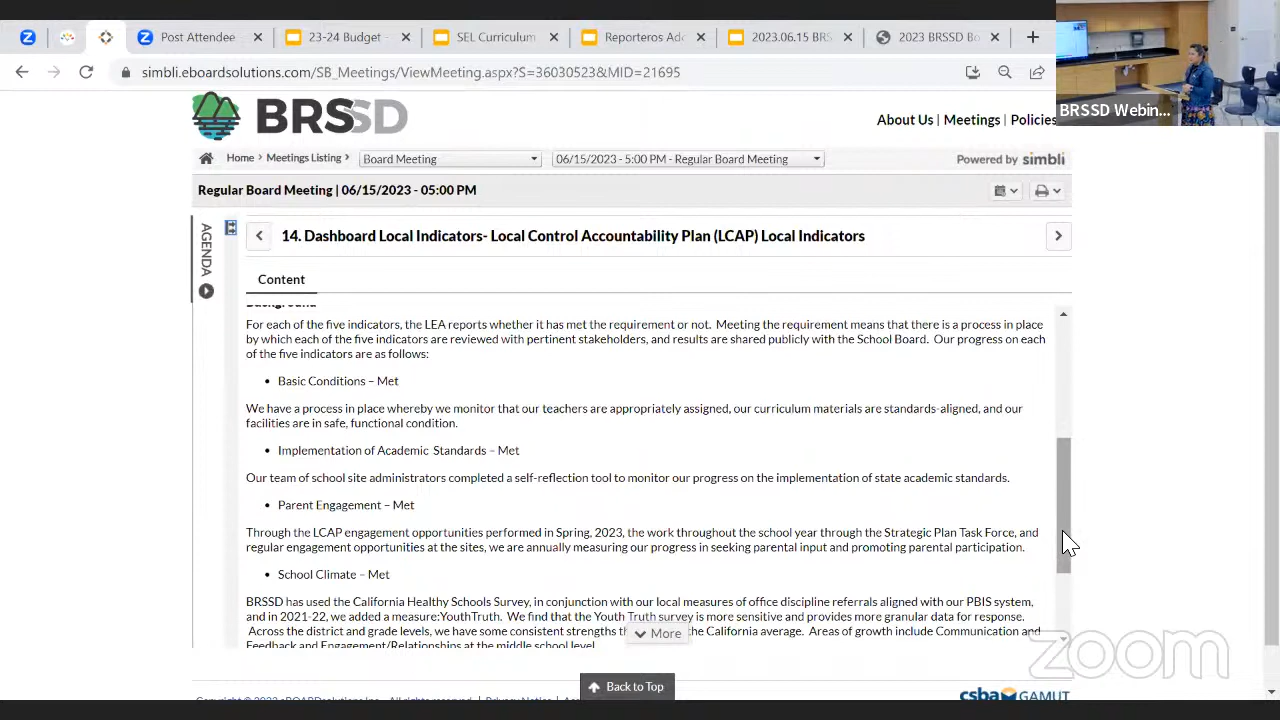 Post Attendee
23-24 Bu
SEL Curriculum
Reporteros Ad
2023.06.15 BRS
2023 BRSSD Bo
simbli.eboardsolutions.com/SB_Meetings/ViewMeeting.aspx?S=36030523&MID=21695
BRSSD Webin...
BRSSD
About Us | Meetings | Policies
Home > Meetings Listing >
Board Meeting
06/15/2023 - 5:00 PM - Regular Board Meeting
Powered by simbli
Regular Board Meeting | 06/15/2023 - 05:00 PM
AGENDA
14. Dashboard Local Indicators- Local Control Accountability Plan (LCAP) Local Indicators
Content
Background
For each of the five indicators, the LEA reports whether it has met the requirement or not. Meeting the requirement means that there is a process in place
by which each of the five indicators are reviewed with pertinent stakeholders, and results are shared publicly with the School Board. Our progress on each
of the five indicators are as follows:
• Basic Conditions – Met
We have a process in place whereby we monitor that our teachers are appropriately assigned, our curriculum materials are standards-aligned, and our
facilities are in safe, functional condition.
• Implementation of Academic Standards – Met
Our team of school site administrators completed a self-reflection tool to monitor our progress on the implementation of state academic standards.
• Parent Engagement – Met
Through the LCAP engagement opportunities performed in Spring, 2023, the work throughout the school year through the Strategic Plan Task Force, and
regular engagement opportunities at the sites, we are annually measuring our progress in seeking parental input and promoting parental participation.
• School Climate – Met
BRSSD has used the California Healthy Schools Survey, in conjunction with our local measures of office discipline referrals aligned with our PBIS system,
and in 2021-22, we added a measure:YouthTruth. We find that the Youth Truth survey is more sensitive and provides more granular data for response.
Across the district and grade levels, we have some consistent strengths the California average. Areas of growth include Communication and
Feedback and Engagement/Relationships at the middle school level.
More
zoom
Back to Top
csba GAMUT